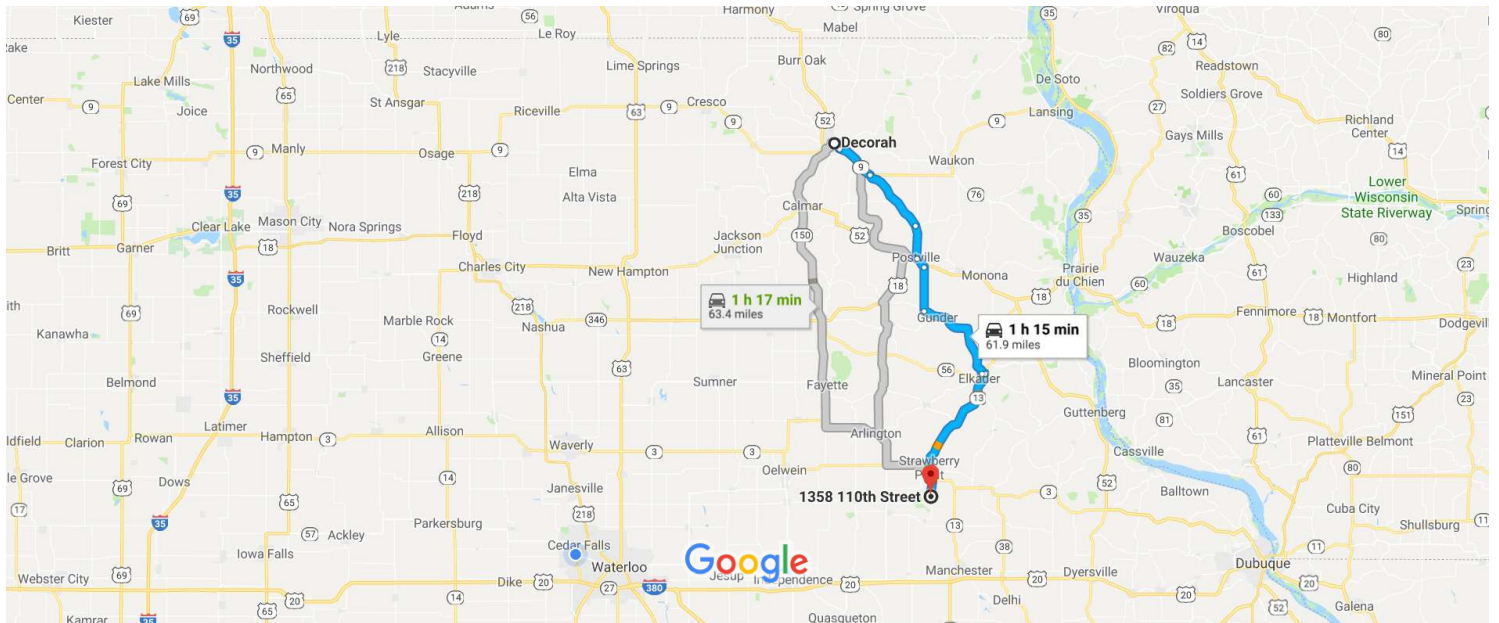 Kiester
69
Adams
56
Harmony
Spring Grove
Viroqua
Lyle
Le Roy
Mabel
80
35
82
14
Northwood
218
Stacyville
Lime Springs
Burr Oak
Readstown
Lake Mills
65
De Soto
Soldiers Grove
Center
9
Joice
St Ansgar
Riceville
63
Cresco
9
Lansing
27
Richland
Center
52
9
Gays Mills
Forest City
9
Manly
Osage
9
Decorah
Waukon
14
Elma
9
61
69
35
218
Alta Vista
76
60
Lower
Wisconsin
State Riverway
Calmar
35
133
Spring
Clear Lake
Mason City
Nora Springs
Floyd
Jackson
Junction
150
52
Boscobel
80
Britt
Garner
18
Postville
Wauzeka
35
Charles City
New Hampton
Monona
Prairie
du Chien
60
61
Highland
23
18
18
Rockwell
1 h 17 min
63.4 miles
Fennimore
Kanawha
69
Marble Rock
218
Nashua
346
Gunder
18
18
Montfort
Dodgeville
14
1 h 15 min
61.9 miles
Sheffield
Greene
63
Bloomington
Belmond
65
Sumner
Fayette
56
Elkader
35
Lancaster
Mineral Point
35
13
23
Guttenberg
81
151
Latimer
Allison
Arlington
Clarion
Rowan
Hampton
3
Waverly
3
3
61
Platteville
Belmont
Cassville
Oelwein
Strawberry
80
Dows
69
14
Janesville
1358 110th Street
3
52
Balltown
17
35
65
218
13
Cuba City
57
Ackley
Parkersburg
Shullsburg
11
Iowa Falls
Cedar Falls
Google
38
11
Webster City
69
Waterloo
Manchester
Dyersville
Dubuque
Dike
20
380
Jesup
Independence
20
20
20
20
65
14
27
Delhi
52
Galena
Kamrar
35
Quasqueton